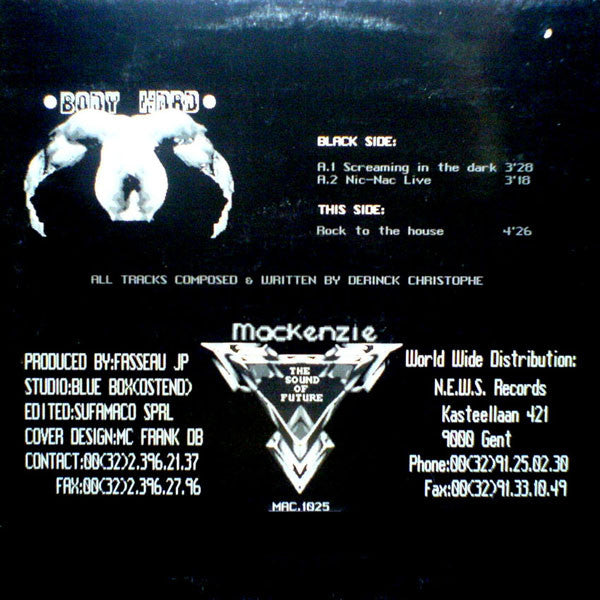 BODY HARD
BLACK SIDE:
A.1 Screaming in the dark 3"28
A.2 Nic-Nac Live 3"18
THIS SIDE:
Rock to the house 4"26
ALL TRACKS COMPOSED & WRITTEN BY DERINCK CHRISTOPHE
Mackenzie
THE
SOUND
OF
FUTURE
MAC.1025
PRODUCED BY:FASSEAU JP
STUDIO:BLUE BOX(OSTEND)
EDITED:SUFAMACO SPRL
COVER DESIGN:MC FRANK DB
CONTACT:00(32)2.396.21.37
FAX:00(32)2.396.27.96
World Wide Distribution:
N.E.W.S. Records
Kasteellaan 421
9000 Gent
Phone:00(32)91.25.02.30
Fax:00(32)91.33.10.49